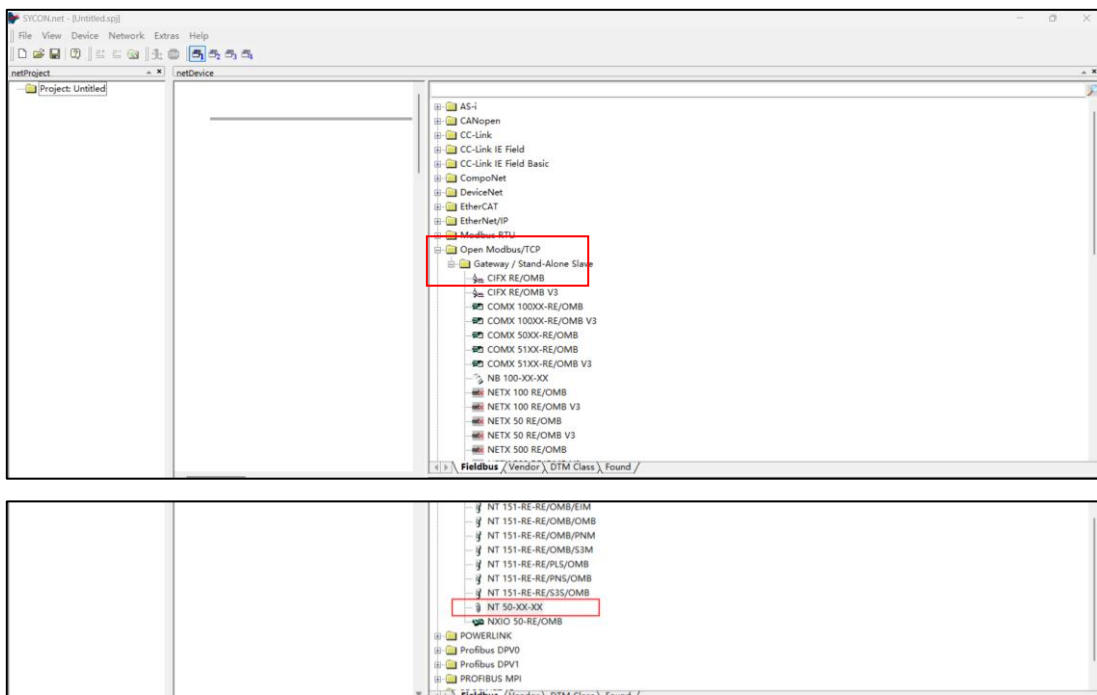 SYCON.net - [Untitled.spj]
File View Device Network Extras Help
netProject
netDevice
Project: Untitled
AS-i
CANopen
CC-Link
CC-Link IE Field
CC-Link IE Field Basic
CompoNet
DeviceNet
EtherCAT
EtherNet/IP
Modbus RTU
Open Modbus/TCP
Gateway / Stand-Alone Slave
CIFX RE/OMB
CIFX RE/OMB V3
COMX 100XX-RE/OMB
COMX 100XX-RE/OMB V3
COMX 50XX-RE/OMB
COMX 51XX-RE/OMB
COMX 51XX-RE/OMB V3
NB 100-XX-XX
NETX 100 RE/OMB
NETX 100 RE/OMB V3
NETX 50 RE/OMB
NETX 50 RE/OMB V3
NETX 500 RE/OMB
Fieldbus Vendor DTM Class Found
NT 151-RE-RE/OMB/EIM
NT 151-RE-RE/OMB/OMB
NT 151-RE-RE/OMB/PNM
NT 151-RE-RE/OMB/S3M
NT 151-RE-RE/PLS/OMB
NT 151-RE-RE/PNS/OMB
NT 151-RE-RE/S3S/OMB
NT 50-XX-XX
NXIO 50-RE/OMB
POWERLINK
Profibus DPV0
Profibus DPV1
PROFIBUS MPI
Fieldbus Vendor DTM Class Found